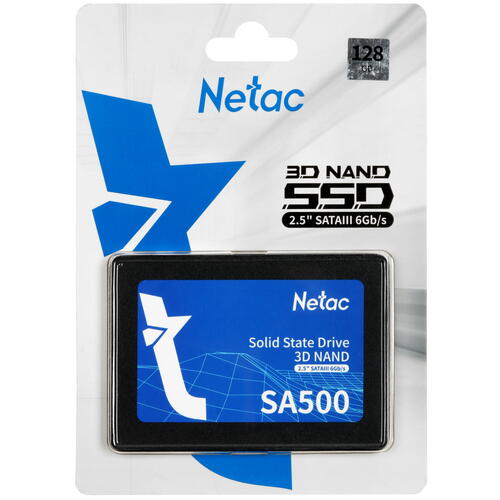 128
GB
Netac
3D NAND
SSD
2.5" SATAIII 6Gb/s
Netac
Solid State Drive
3D NAND
2.5" SATAIII 6Gb/s
SA500